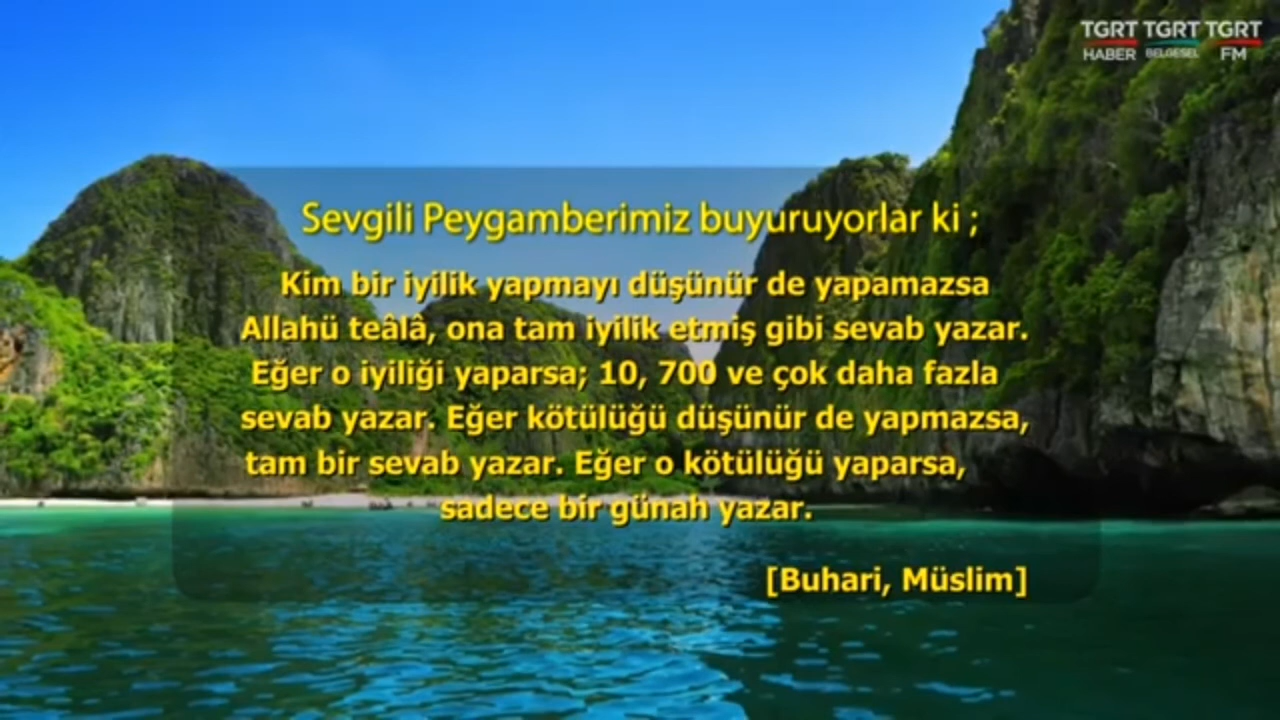 TGRT TGRT TGRT
HABER BELGESEL FM
Sevgili Peygamberimiz buyuruyorlar ki ;
Kim bir iyilik yapmayı düşünür de yapamazsa
Allahü teâlâ, ona tam iyilik etmiş gibi sevab yazar.
Eğer o iyiliği yaparsa; 10, 700 ve çok daha fazla
sevab yazar. Eğer kötülüğü düşünür de yapmazsa,
tam bir sevab yazar. Eğer o kötülüğü yaparsa,
sadece bir günah yazar.
[Buhari, Müslim]